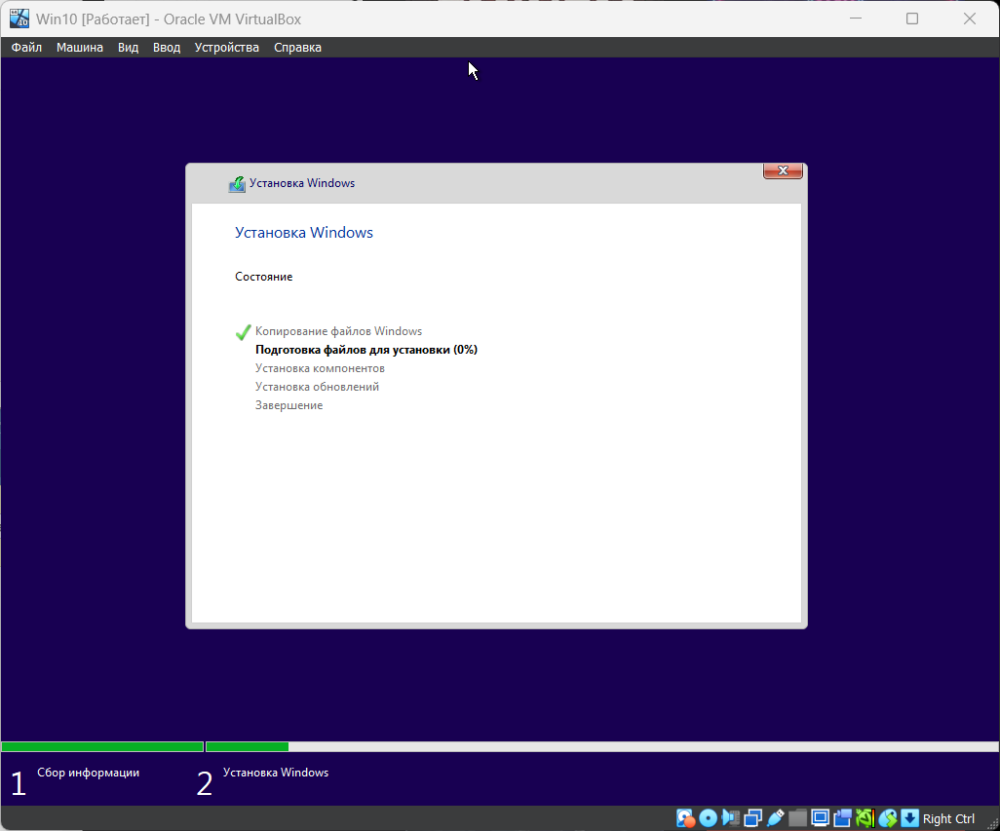 Win10 [Работает] - Oracle VM VirtualBox
Файл Машина Вид Ввод Устройства Справка
Установка Windows
Установка Windows
Состояние
Копирование файлов Windows
Подготовка файлов для установки (0%)
Установка компонентов
Установка обновлений
Завершение
1 Сбор информации 2 Установка Windows
Right Ctrl